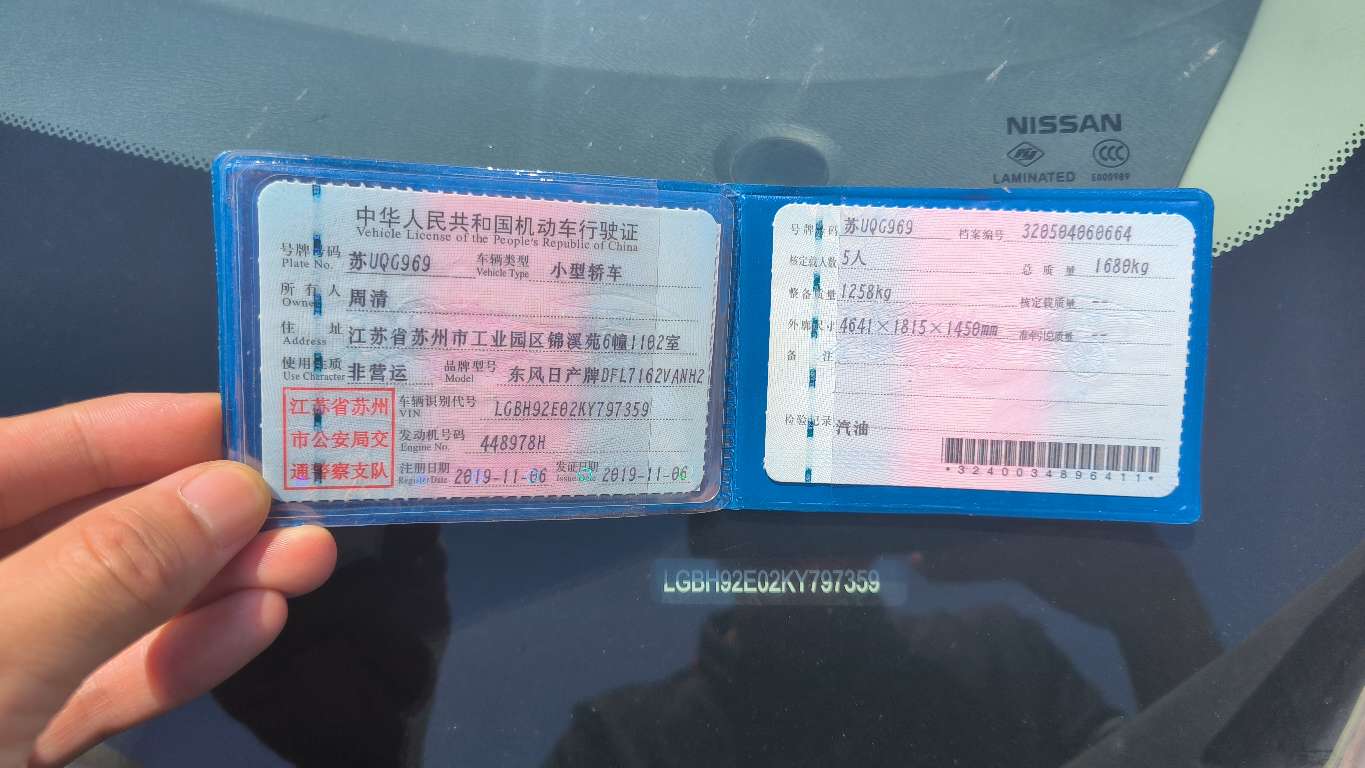 NISSAN
CCC
LAMINATED E000989
中华人民共和国机动车行驶证
Vehicle License of the People's Republic of China
号牌号码 苏UQG969 车辆类型 小型轿车
Plate No. Vehicle Type
所有人 周清
Owner
住址 江苏省苏州市工业园区锦溪苑6幢1102室
Address
使用性质 非营运 品牌型号 东风日产牌DFL7162VANH2
Use Character Model
江苏省苏州
市公安局交
通警察支队
车辆识别代号 LGBH92E02KY797359
VIN
发动机号码 448978H
Engine No.
注册日期 2019-11-06 发证日期 2019-11-06
Register Date Issue Date
号牌号码 苏UQG969 档案编号 320504060664
核定载人数 5人 总质量 1680kg
整备质量 1258kg 核定载质量 --
外廓尺寸 4641×1815×1450mm 准牵引总质量 --
备注
检验记录 汽油
*3240034896411*
LGBH92E02KY797359